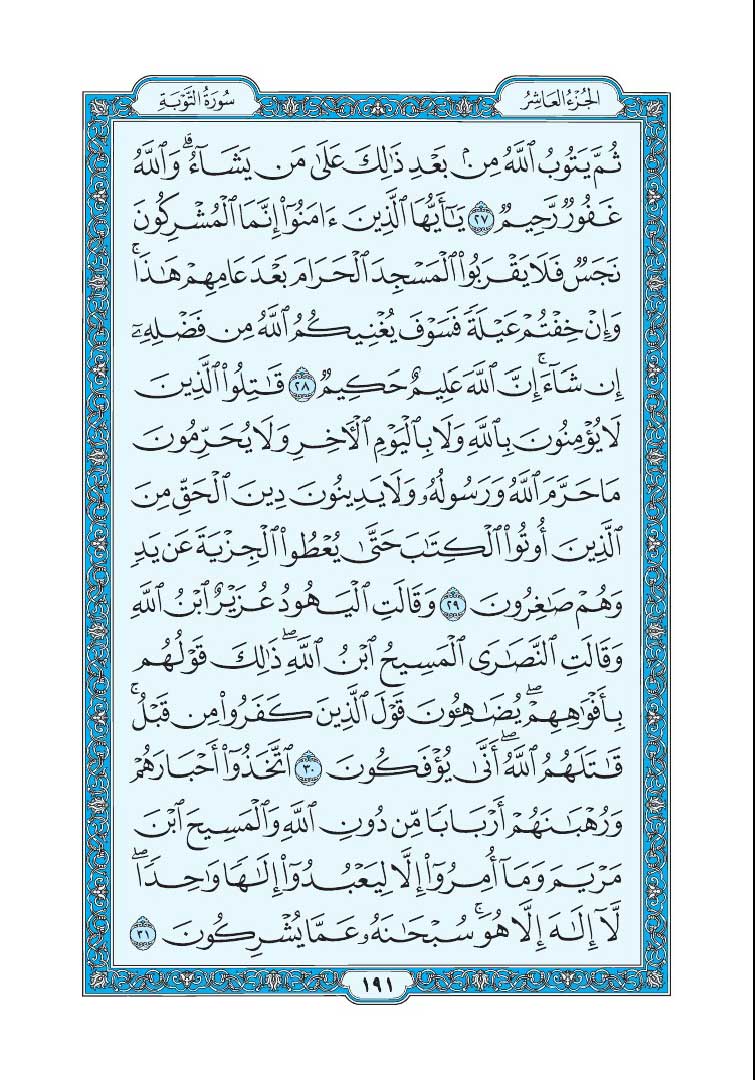 الجُزْءُ العَاشِرُ
سُورَةُ التَّوْبَةِ
ثُمَّ يَتُوبُ ٱللَّهُ مِنۢ بَعْدِ ذَٰلِكَ عَلَىٰ مَن يَشَآءُۗ وَٱللَّهُ
غَفُورٌ رَّحِيمٌ ٢٧ يَٰٓأَيُّهَا ٱلَّذِينَ ءَامَنُوٓا۟ إِنَّمَا ٱلْمُشْرِكُونَ
نَجَسٌ فَلَا يَقْرَبُوا۟ ٱلْمَسْجِدَ ٱلْحَرَامَ بَعْدَ عَامِهِمْ هَٰذَاۚ
وَإِنْ خِفْتُمْ عَيْلَةً فَسَوْفَ يُغْنِيكُمُ ٱللَّهُ مِن فَضْلِهِۦٓ
إِن شَآءَۚ إِنَّ ٱللَّهَ عَلِيمٌ حَكِيمٌ ٢٨ قَٰتِلُوا۟ ٱلَّذِينَ
لَا يُؤْمِنُونَ بِٱللَّهِ وَلَا بِٱلْيَوْمِ ٱلْءَاخِرِ وَلَا يُحَرِّمُونَ
مَا حَرَّمَ ٱللَّهُ وَرَسُولُهُۥ وَلَا يَدِينُونَ دِينَ ٱلْحَقِّ مِنَ
ٱلَّذِينَ أُوتُوا۟ ٱلْكِتَٰبَ حَتَّىٰ يُعْطُوا۟ ٱلْجِزْيَةَ عَن يَدٍ
وَهُمْ صَٰغِرُونَ ٢٩ وَقَالَتِ ٱلْيَهُودُ عُزَيْرٌ ٱبْنُ ٱللَّهِ
وَقَالَتِ ٱلنَّصَٰرَى ٱلْمَسِيحُ ٱبْنُ ٱللَّهِۖ ذَٰلِكَ قَوْلُهُم
بِأَفْوَٰهِهِمْۖ يُضَٰهِـُٔونَ قَوْلَ ٱلَّذِينَ كَفَرُوا۟ مِن قَبْلُۚ
قَٰتَلَهُمُ ٱللَّهُۖ أَنَّىٰ يُؤْفَكُونَ ٣٠ ٱتَّخَذُوٓا۟ أَحْبَارَهُمْ
وَرُهْبَٰنَهُمْ أَرْبَابًا مِّن دُونِ ٱللَّهِ وَٱلْمَسِيحَ ٱبْنَ
مَرْيَمَ وَمَآ أُمِرُوٓا۟ إِلَّا لِيَعْبُدُوٓا۟ إِلَٰهًا وَٰحِدًاۖ
لَّآ إِلَٰهَ إِلَّا هُوَۚ سُبْحَٰنَهُۥ عَمَّا يُشْرِكُونَ ٣١
١٩١